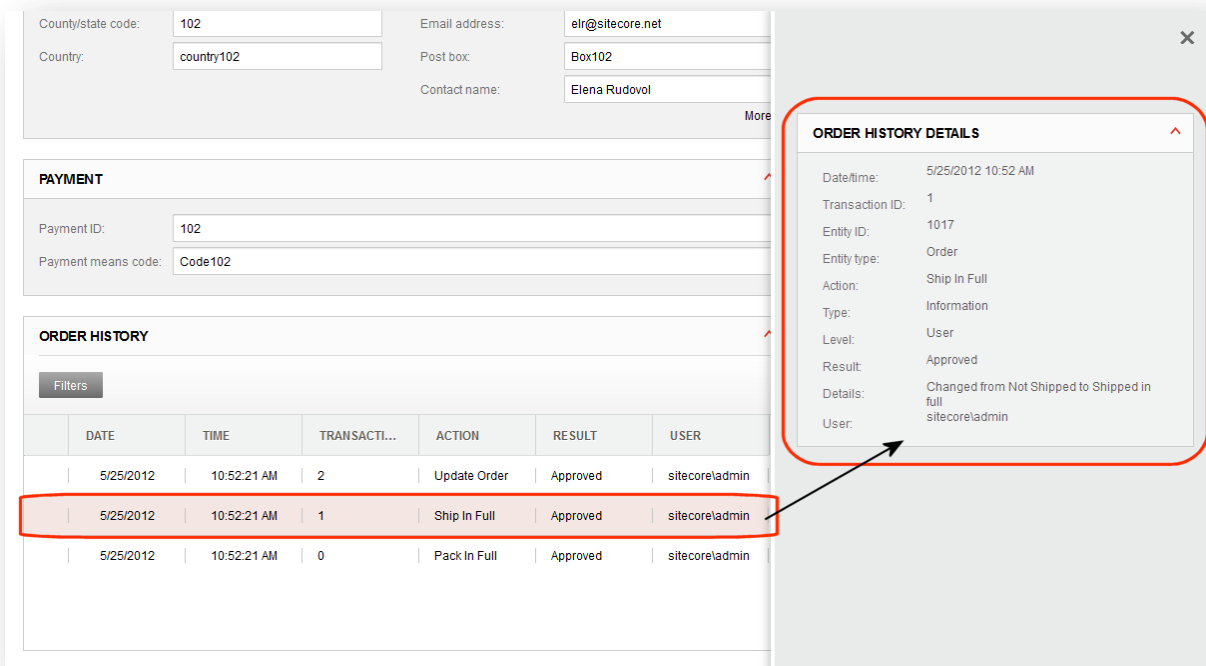 County/state code: 102 Email address: elr@sitecore.net
Country: country102 Post box: Box102
Contact name: Elena Rudovol
More
PAYMENT
Payment ID: 102
Payment means code: Code102
ORDER HISTORY
Filters
DATE TIME TRANSACTI... ACTION RESULT USER
5/25/2012 10:52:21 AM 2 Update Order Approved sitecore\admin
5/25/2012 10:52:21 AM 1 Ship In Full Approved sitecore\admin
5/25/2012 10:52:21 AM 0 Pack In Full Approved sitecore\admin
ORDER HISTORY DETAILS
Date/time: 5/25/2012 10:52 AM
Transaction ID: 1
Entity ID: 1017
Entity type: Order
Action: Ship In Full
Type: Information
Level: User
Result: Approved
Details: Changed from Not Shipped to Shipped in
full
User: sitecore\admin